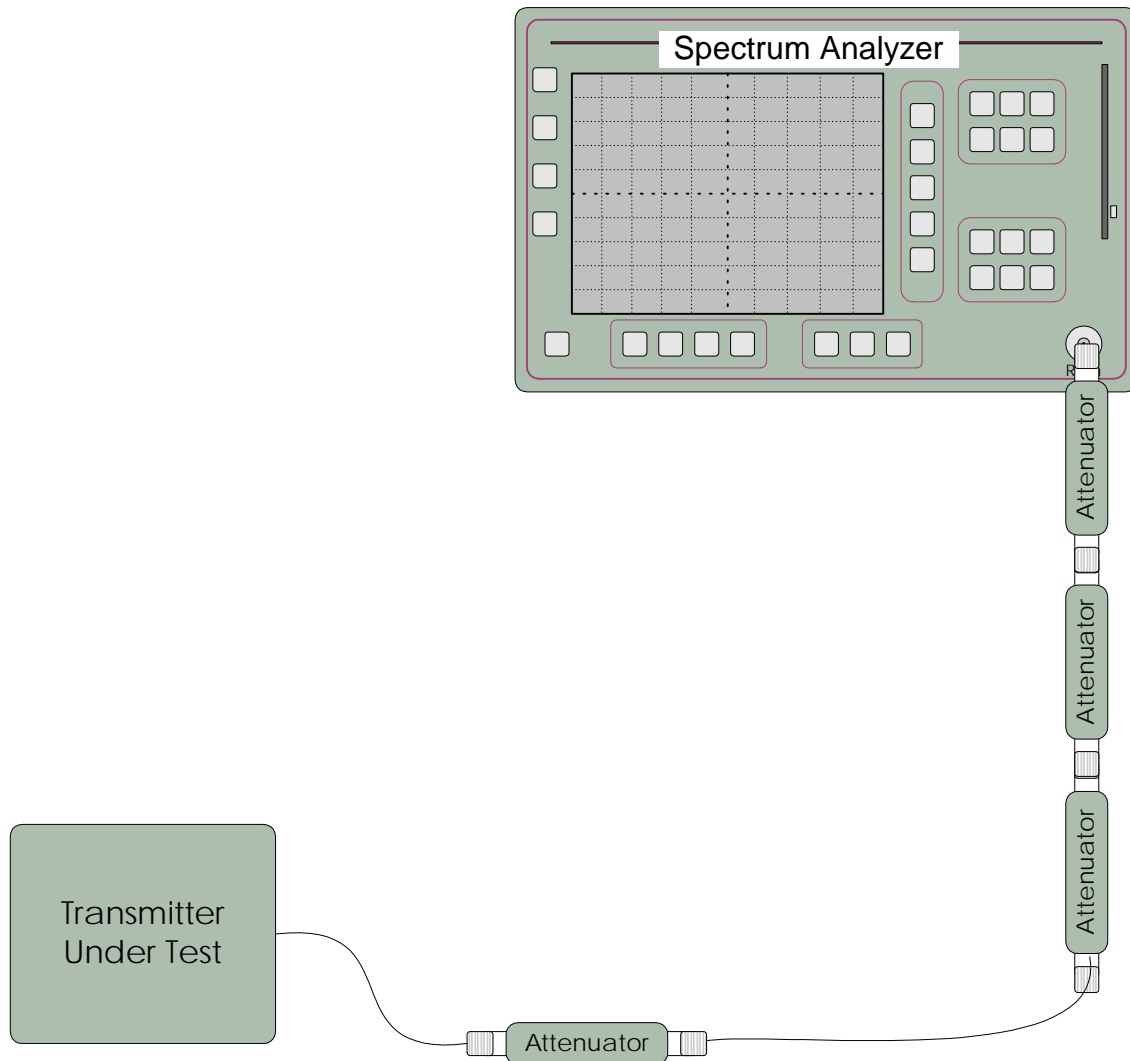 Spectrum Analyzer
Attenuator
Attenuator
Attenuator
Transmitter
Under Test
Attenuator